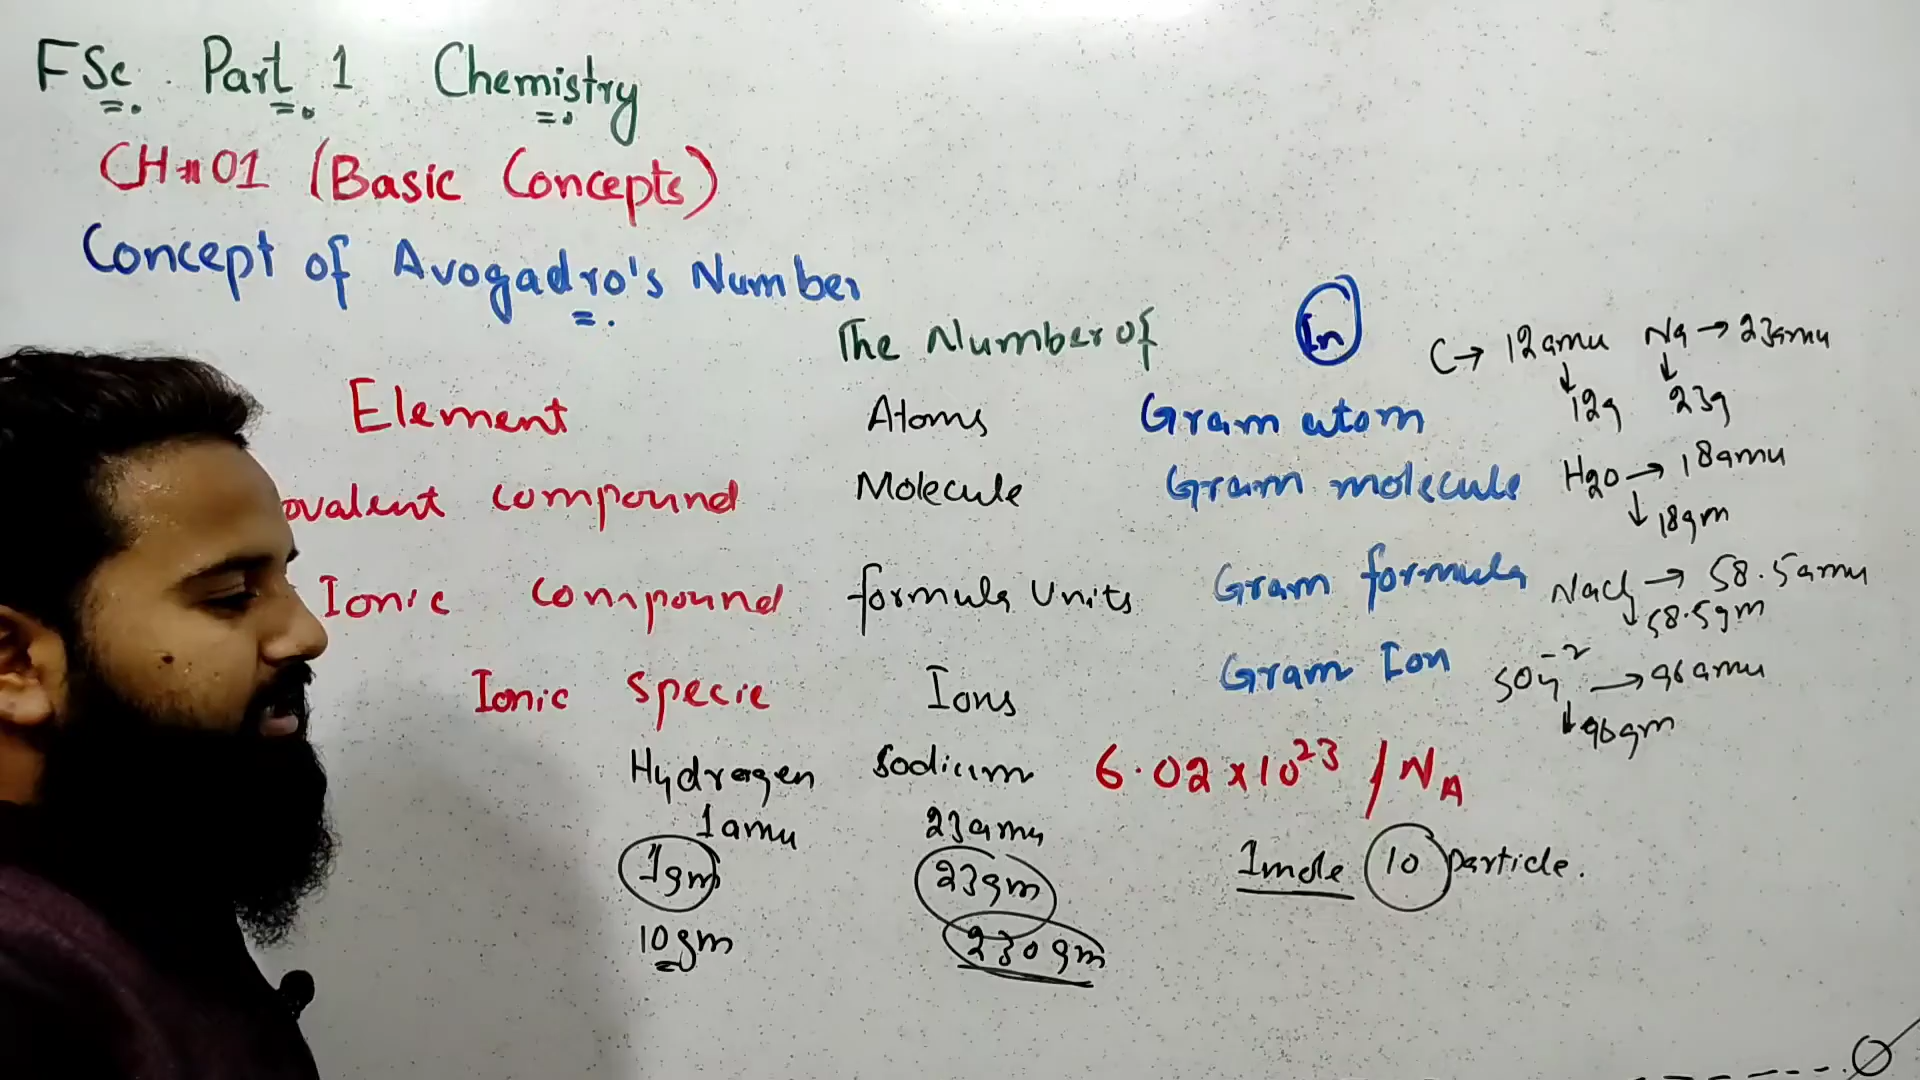 FSc. Part 1 Chemistry
CH#01 (Basic Concepts)
Concept of Avogadro's Number
The Number of In
C→ 12amu Na→23amu
↓12g ↓23g
Element Atoms Gram atom
ovalent compound Molecule Gram molecule H2O→18amu
↓18gm
Ionic compound formula Units Gram formula NaCl→58.5amu
↓58.5gm
Ionic specie Ions Gram Ion SO4⁻²→96amu
↓96gm
Hydrogen Sodium 6.02×10²³ / NA
1amu 23amu
1gm 23gm 1mole 10 particle.
10gm 230gm